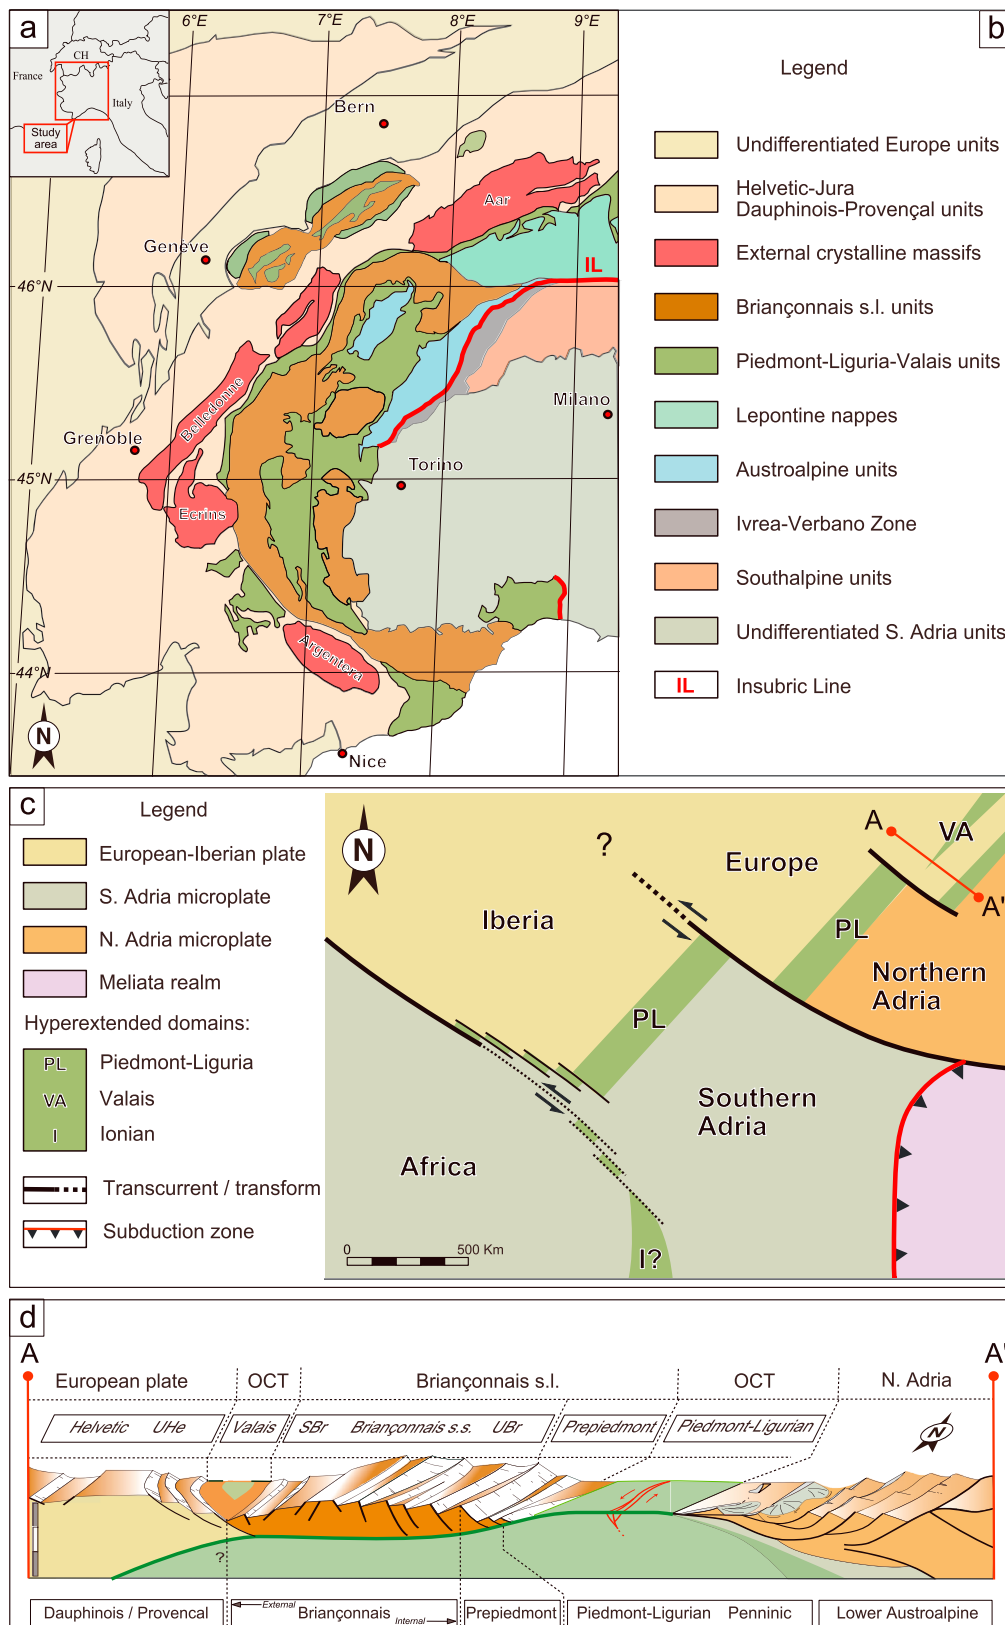 a
6°E
7°E
8°E
9°E
b
CH
France
Italy
Study
area
Bern
Aar
Genève
IL
46°N
Belledonne
Milano
Grenoble
Torino
45°N
Ecrins
Argentera
44°N
N
Nice
Legend
Undifferentiated Europe units
Helvetic-Jura
Dauphinois-Provençal units
External crystalline massifs
Briançonnais s.l. units
Piedmont-Liguria-Valais units
Lepontine nappes
Austroalpine units
Ivrea-Verbano Zone
Southalpine units
Undifferentiated S. Adria units
IL Insubric Line
c
Legend
European-Iberian plate
S. Adria microplate
N. Adria microplate
Meliata realm
Hyperextended domains:
PL Piedmont-Liguria
VA Valais
I Ionian
Transcurrent / transform
Subduction zone
N
?
A
VA
Europe
A'
Iberia
PL
Northern
Adria
PL
Southern
Adria
Africa
0 500 Km
I?
d
A
A'
European plate OCT Briançonnais s.l. OCT N. Adria
Helvetic UHe Valais SBr Briançonnais s.s. UBr Prepiedmont Piedmont-Ligurian
N
?
Dauphinois / Provencal
External
Briançonnais
Internal
Prepiedmont
Piedmont-Ligurian Penninic
Lower Austroalpine